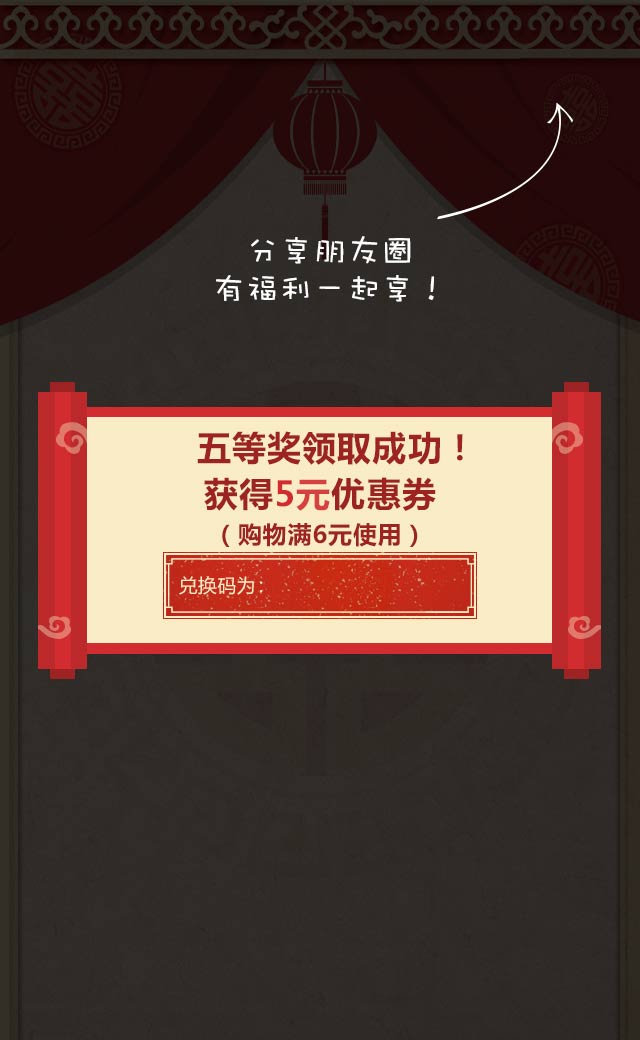 分享朋友圈
有福利一起享！
五等奖领取成功！
获得5元优惠券
（购物满6元使用）
兑换码为：